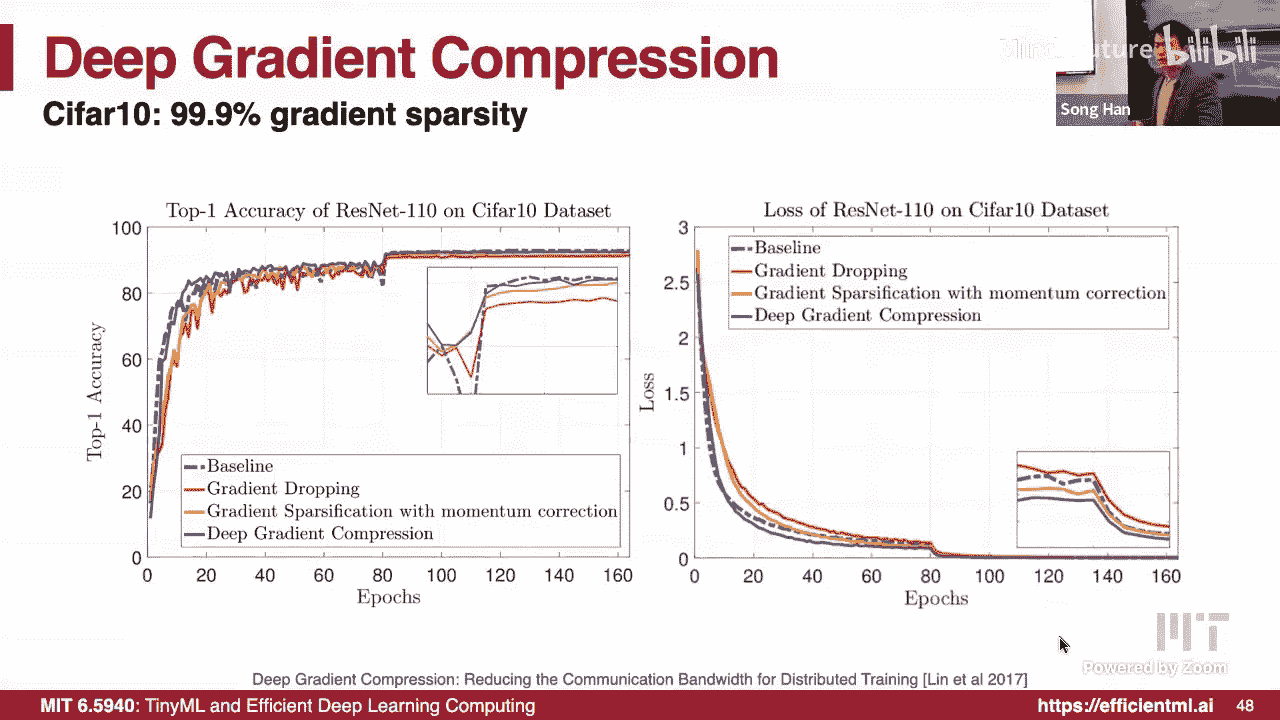 Deep Gradient Compression
Cifar10: 99.9% gradient sparsity
bilibili
Song Han
Top-1 Accuracy of ResNet-110 on Cifar10 Dataset
100
80
60
40
20
0
Top-1 Accuracy
Baseline
Gradient Dropping
Gradient Sparsification with momentum correction
Deep Gradient Compression
0 20 40 60 80 100 120 140 160
Epochs
Loss of ResNet-110 on Cifar10 Dataset
3
2.5
2
1.5
1
0.5
0
Loss
Baseline
Gradient Dropping
Gradient Sparsification with momentum correction
Deep Gradient Compression
0 20 40 60 80 100 120 140 160
Epochs
MIT
Powered by Zoom
Deep Gradient Compression: Reducing the Communication Bandwidth for Distributed Training [Lin et al 2017]
MIT 6.5940: TinyML and Efficient Deep Learning Computing
https://efficientml.ai 48